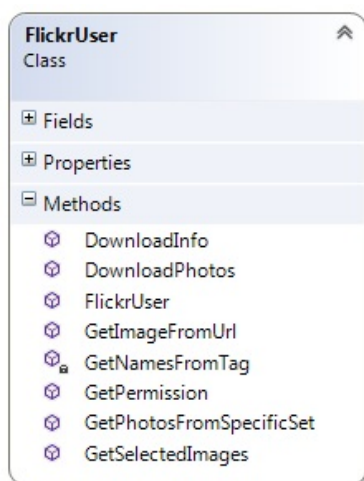 FlickrUser
Class
Fields
Properties
Methods
DownloadInfo
DownloadPhotos
FlickrUser
GetImageFromUrl
GetNamesFromTag
GetPermission
GetPhotosFromSpecificSet
GetSelectedImages